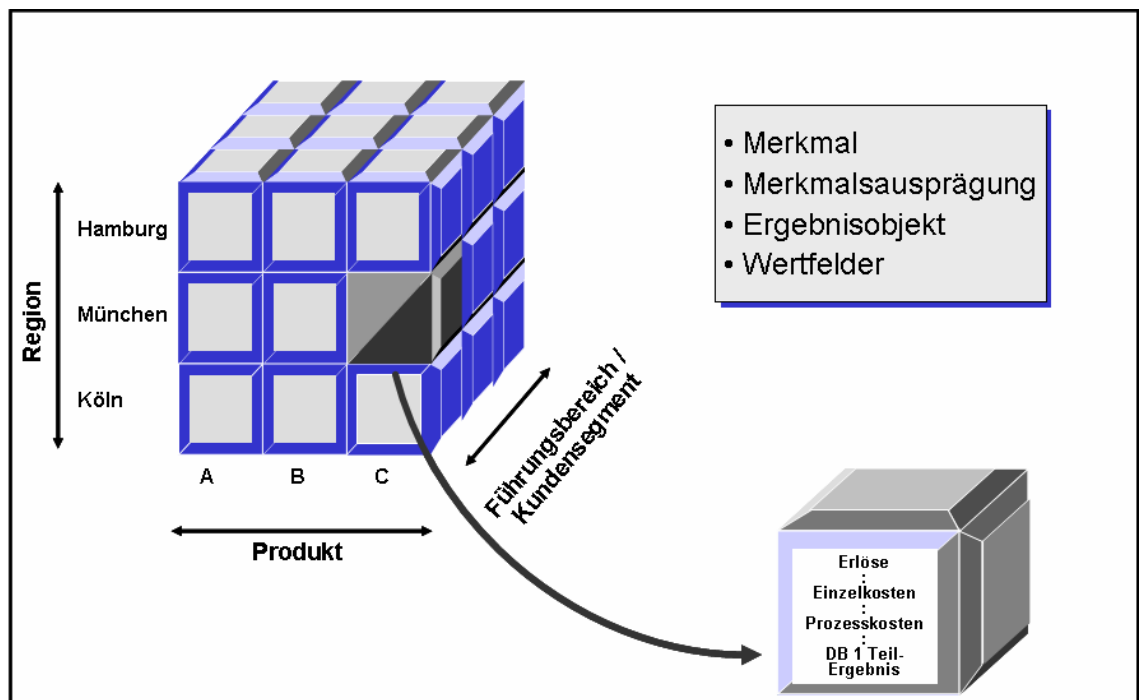 • Merkmal
• Merkmalsausprägung
• Ergebnisobjekt
• Wertfelder
Region
Hamburg
München
Köln
A B C
Produkt
Führungsbereich /
Kundensegment
Erlöse
:
Einzelkosten
:
Prozesskosten
:
DB 1 Teil-
Ergebnis